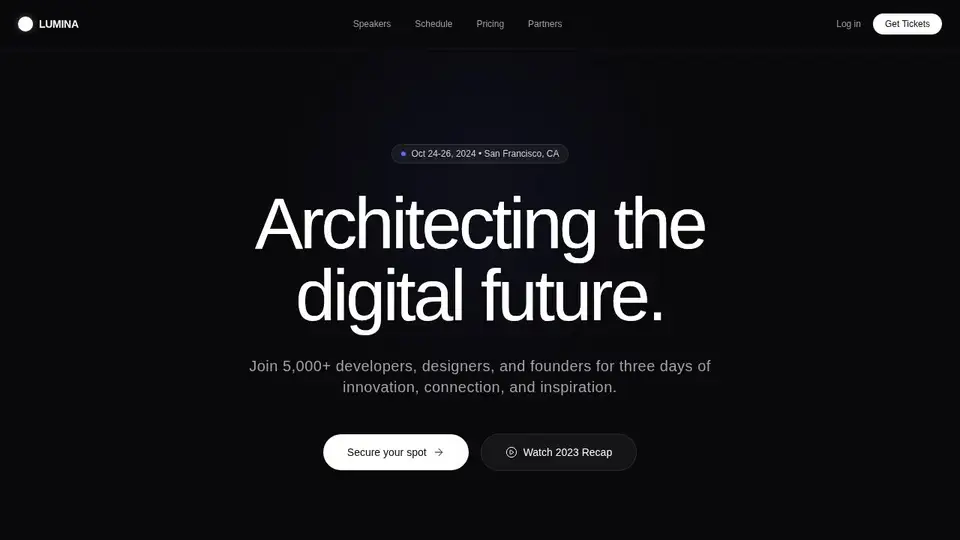 LUMINA
Speakers
Schedule
Pricing
Partners
Log in
Get Tickets
Oct 24-26, 2024 • San Francisco, CA
Architecting the
digital future.
Join 5,000+ developers, designers, and founders for three days of
innovation, connection, and inspiration.
Secure your spot
Watch 2023 Recap